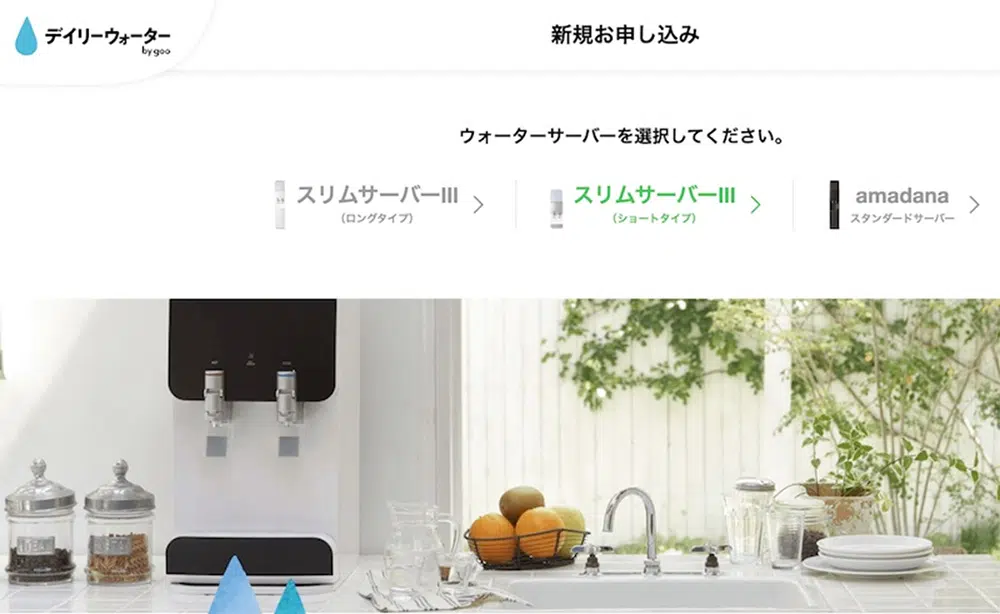 デイリーウォーター
by goo
新規お申し込み
ウォーターサーバーを選択してください。
スリムサーバーIII
（ロングタイプ）
スリムサーバーIII
（ショートタイプ）
amadana
スタンダードサーバー